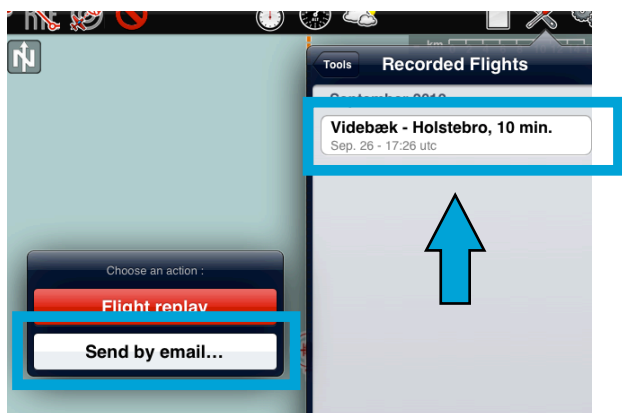 km
Tools
Recorded Flights
Videbæk - Holstebro, 10 min.
Sep. 26 - 17:26 utc
Choose an action :
Flight replay
Send by email...